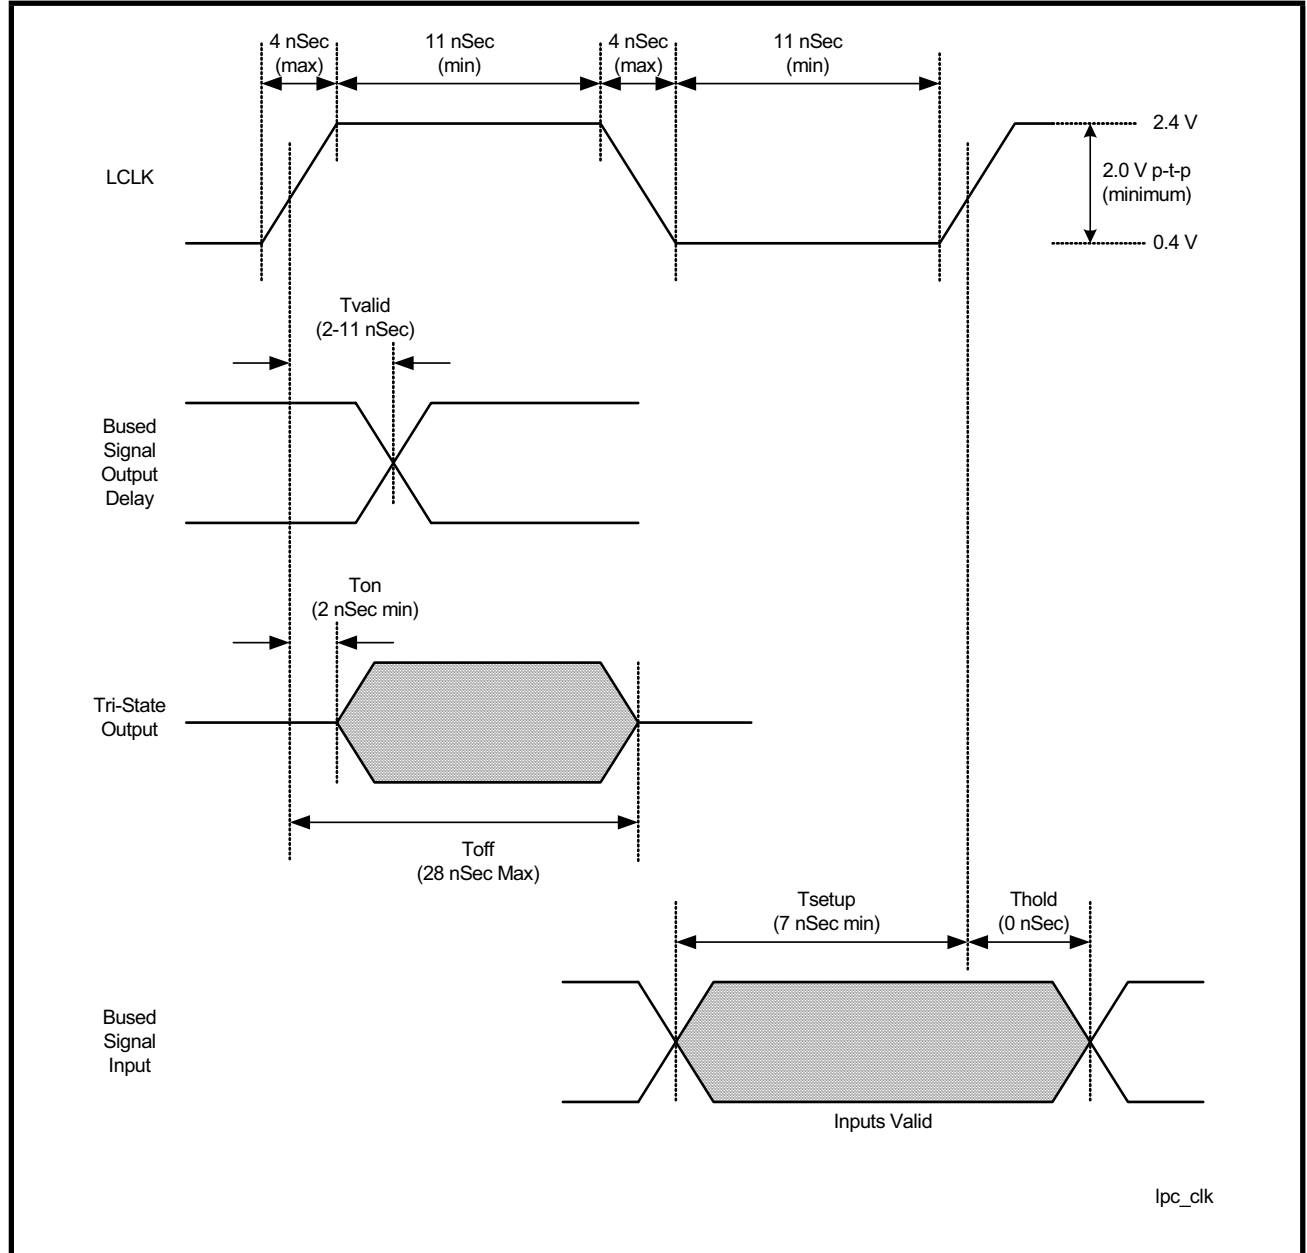 4 nSec
(max)
11 nSec
(min)
4 nSec
(max)
11 nSec
(min)
2.4 V
LCLK
2.0 V p-t-p
(minimum)
0.4 V
Tvalid
(2-11 nSec)
Bused
Signal
Output
Delay
Ton
(2 nSec min)
Tri-State
Output
Toff
(28 nSec Max)
Tsetup
(7 nSec min)
Thold
(0 nSec)
Bused
Signal
Input
Inputs Valid
lpc_clk